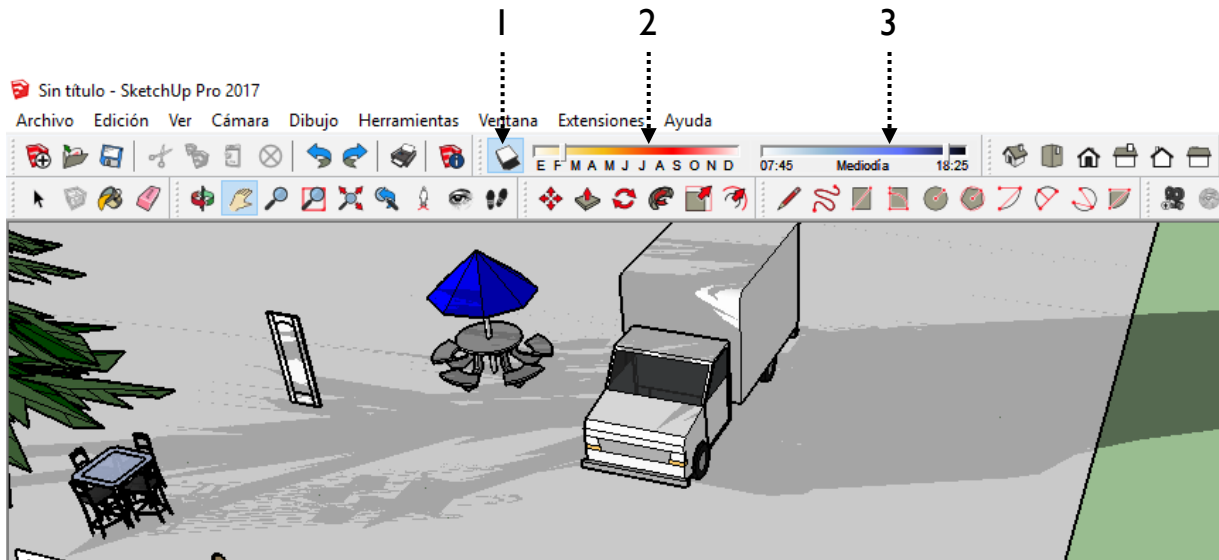 1 2 3
Sin título - SketchUp Pro 2017
Archivo Edición Ver Cámara Dibujo Herramientas Ventana Extensiones Ayuda
E F M A M J J A S O N D 07:45 Mediodía 18:25